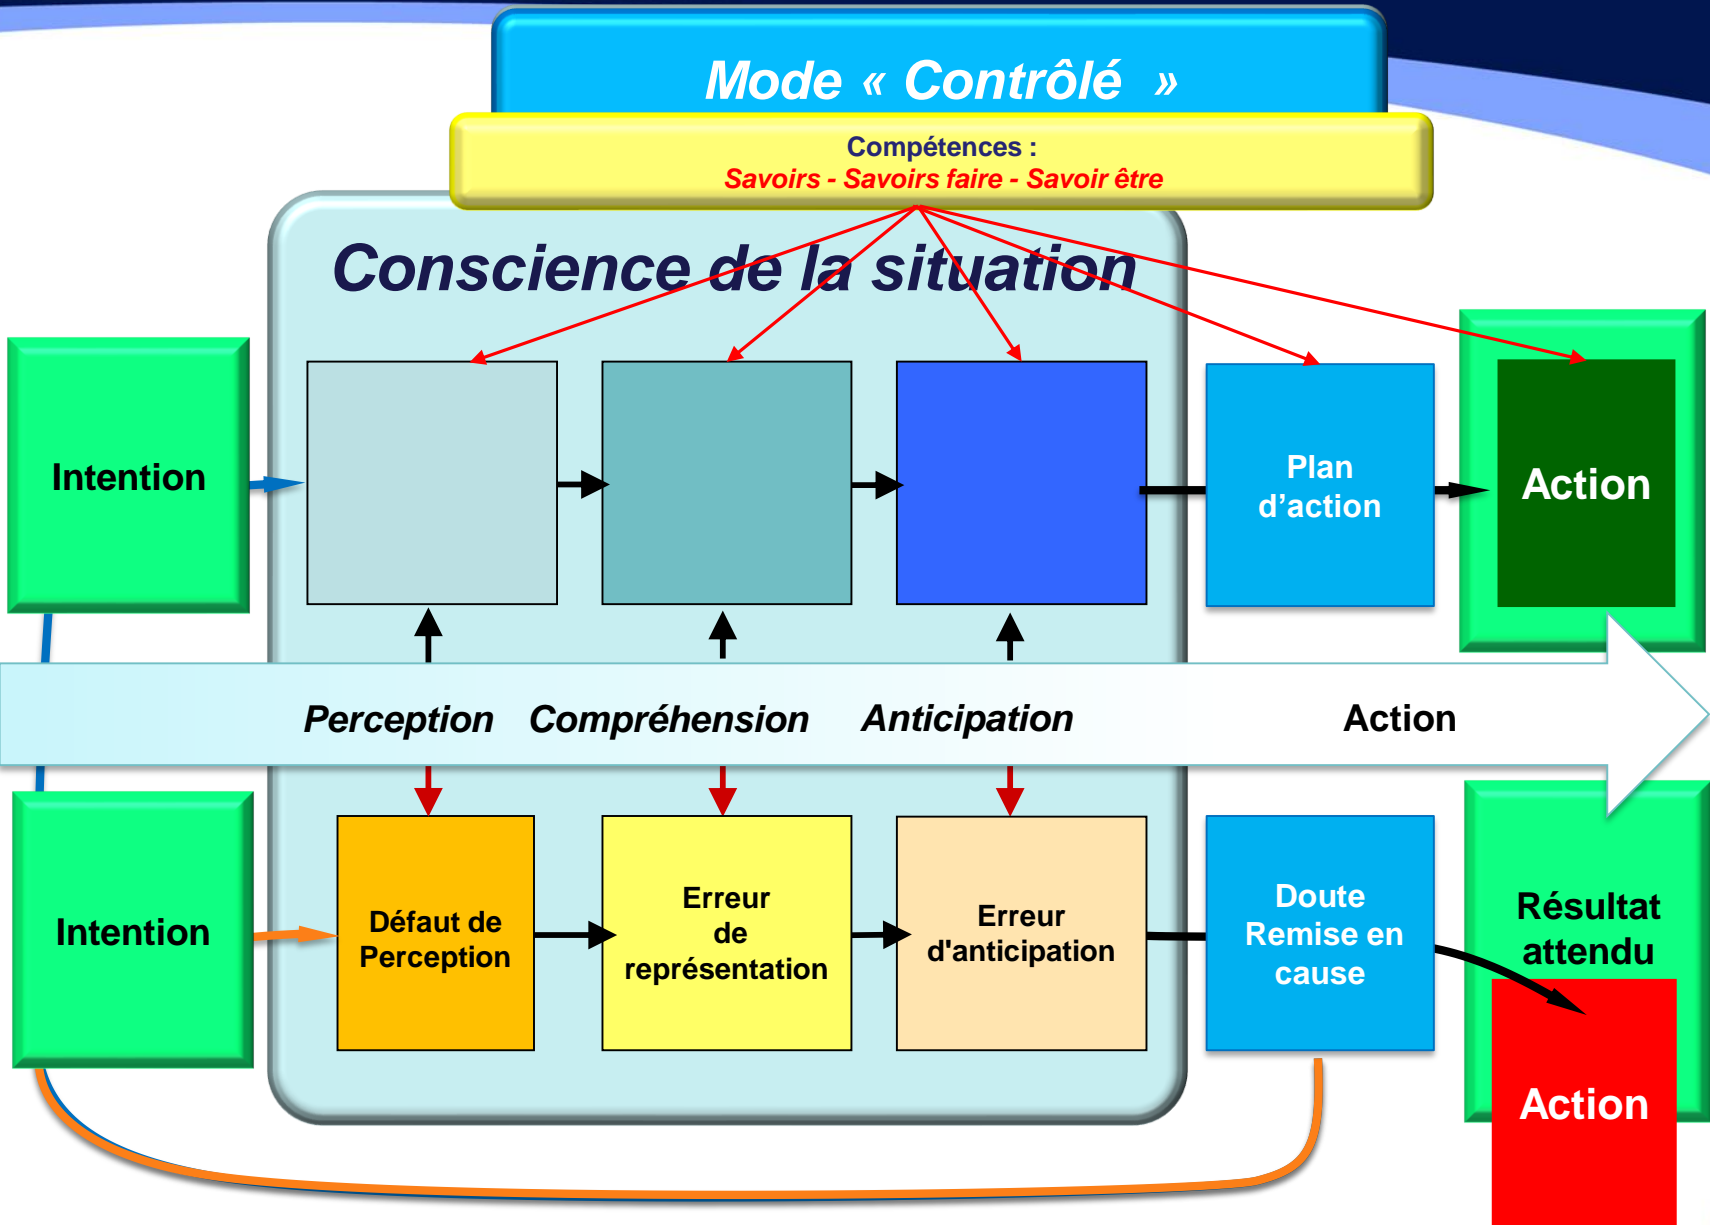 Mode « Contrôlé »
Compétences :
Savoirs - Savoirs faire - Savoir être
Conscience de la situation
Intention
Plan
d’action
Action
Perception
Compréhension
Anticipation
Action
Intention
Défaut de
Perception
Erreur
de
représentation
Erreur
d'anticipation
Doute
Remise en
cause
Résultat
attendu
Action